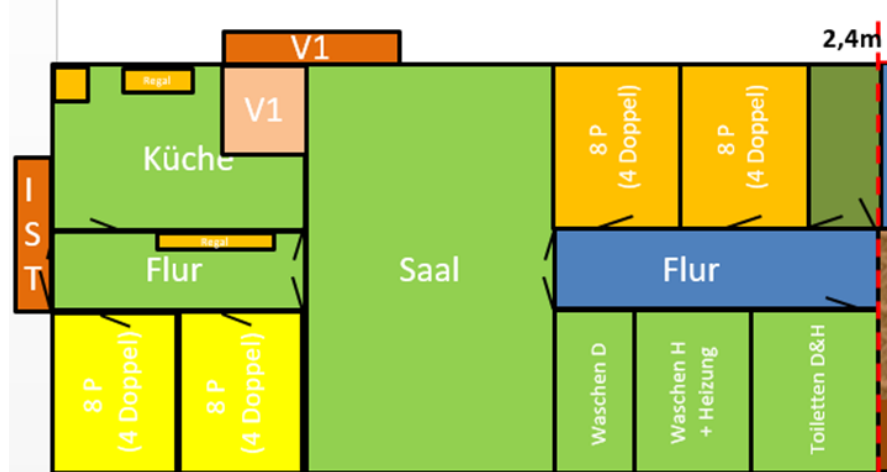 2,4m
V1
Regal
V1
8 P
(4 Doppel)
8 P
(4 Doppel)
Küche
I
S
T
Regal
Flur
Saal
Flur
8 P
(4 Doppel)
8 P
(4 Doppel)
Waschen D
Waschen H
+ Heizung
Toiletten D&H